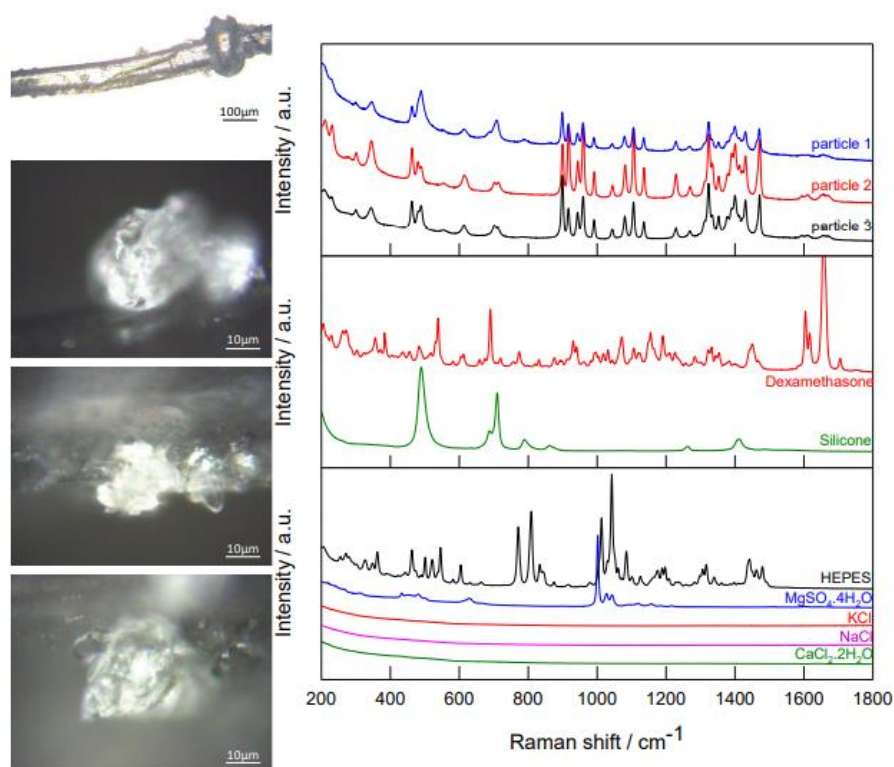 100µm
10µm
10µm
10µm
Intensity / a.u.
particle 1
particle 2
particle 3
Intensity / a.u.
Dexamethasone
Silicone
Intensity / a.u.
HEPES
MgSO₄.4H₂O
KCl
NaCl
CaCl₂.2H₂O
200 400 600 800 1000 1200 1400 1600 1800
Raman shift / cm⁻¹